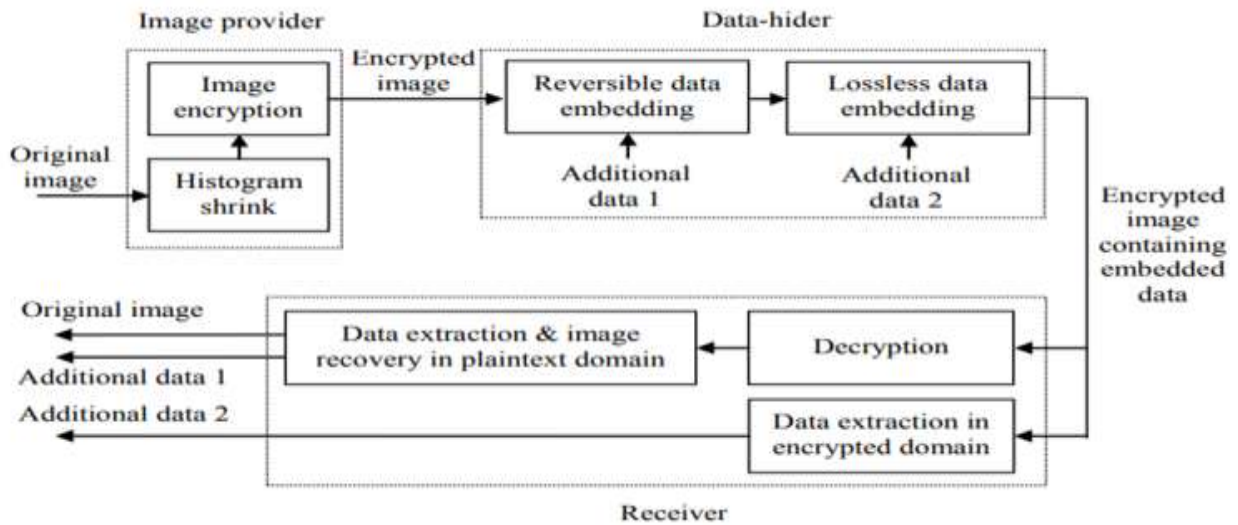 Image provider
Data-hider
Image
encryption
Encrypted
image
Reversible data
embedding
Lossless data
embedding
Original
image
Histogram
shrink
Additional
data 1
Additional
data 2
Encrypted
image
containing
embedded
data
Original image
Data extraction & image
recovery in plaintext domain
Decryption
Additional data 1
Additional data 2
Data extraction in
encrypted domain
Receiver